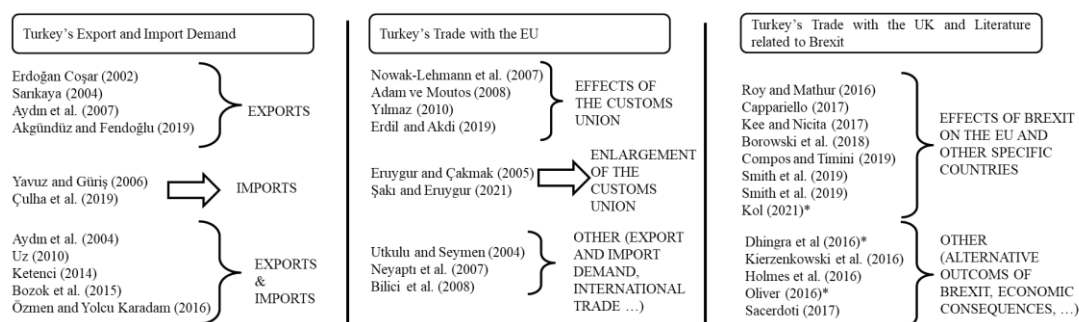 Turkey's Export and Import Demand
Erdoğan Coşar (2002)
Sarıkaya (2004)
Aydın et al. (2007)
Akgündüz and Fendoğlu (2019)
EXPORTS
Yavuz and Güriş (2006)
Çulha et al. (2019)
IMPORTS
Aydın et al. (2004)
Uz (2010)
Ketenci (2014)
Bozok et al. (2015)
Özmen and Yolcu Karadam (2016)
EXPORTS
&
IMPORTS
Turkey's Trade with the EU
Nowak-Lehmann et al. (2007)
Adam ve Moutos (2008)
Yılmaz (2010)
Erdil et Akdi (2019)
EFFECTS OF
THE CUSTOMS
UNION
Eruygur and Çakmak (2005)
Şakı and Eruygur (2021)
ENLARGEMENT
OF THE
CUSTOMS
UNION
Utkulu and Seymen (2004)
Neyaptı et al. (2007)
Bilici et al. (2008)
OTHER (EXPORT
AND IMPORT
DEMAND,
INTERNATIONAL
TRADE …)
Turkey's Trade with the UK and Literature
related to Brexit
Roy and Mathur (2016)
Cappariello (2017)
Kee and Nicita (2017)
Borowski et al. (2018)
Compos and Timini (2019)
Smith et al. (2019)
Smith et al. (2019)
Kol (2021)*
EFFECTS OF BREXIT
ON THE EU AND
OTHER SPECIFIC
COUNTRIES
Dhingra et al (2016)*
Kierzenkowski et al. (2016)
Holmes et al. (2016)
Oliver (2016)*
Sacerdoti (2017)
OTHER
(ALTERNATIVE
OUTCOMS OF
BREXIT, ECONOMIC
CONSEQUENCES, …)